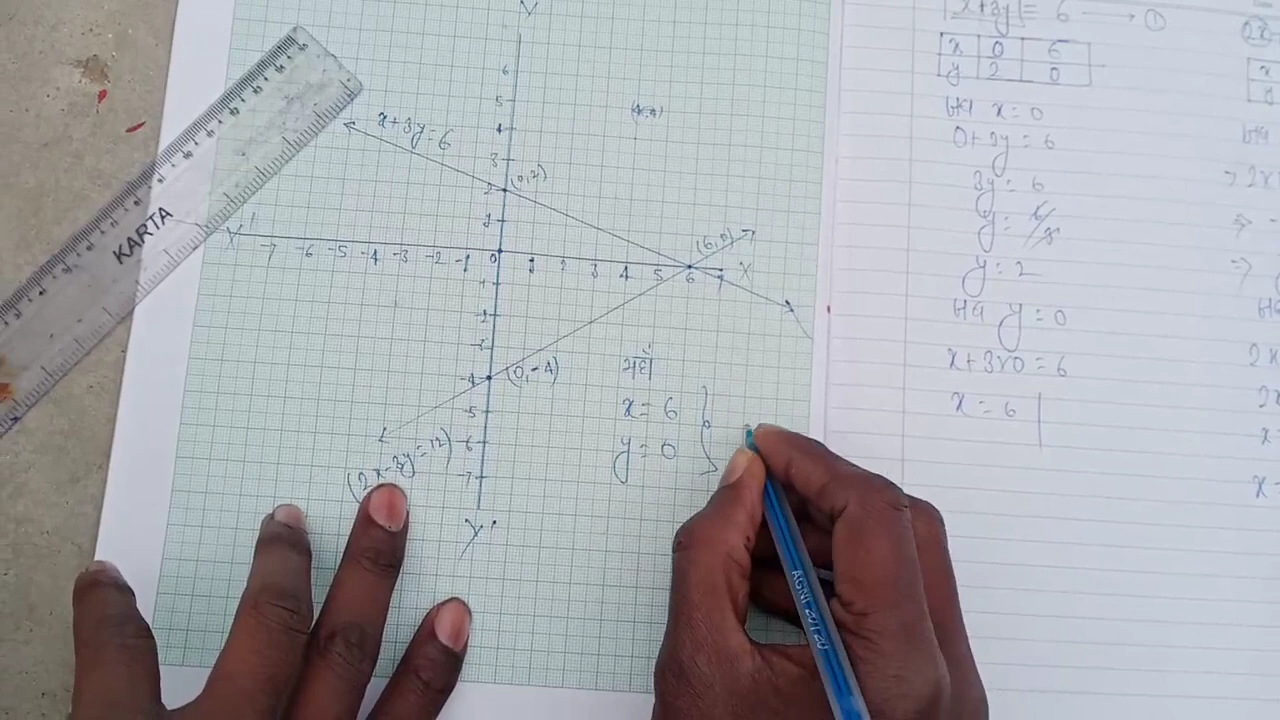 Y
x+3y=6
(0,2)
(6,0)
X'
-7 -6 -5 -4 -3 -2 -1 0 1 2 3 4 5 6 7 X
6
5
4
3
2
1
-1
-2
-3
-4
-5
-6
-7
(0,-4)
(2x-3y=12)
Y'
यहाँ
x = 6
y = 0
KARTA
x+3y = 6 → ①
x 0 6
y 2 0
जब x = 0
0+3y = 6
3y = 6
y = 2
जब y = 0
x+3×0 = 6
x = 6